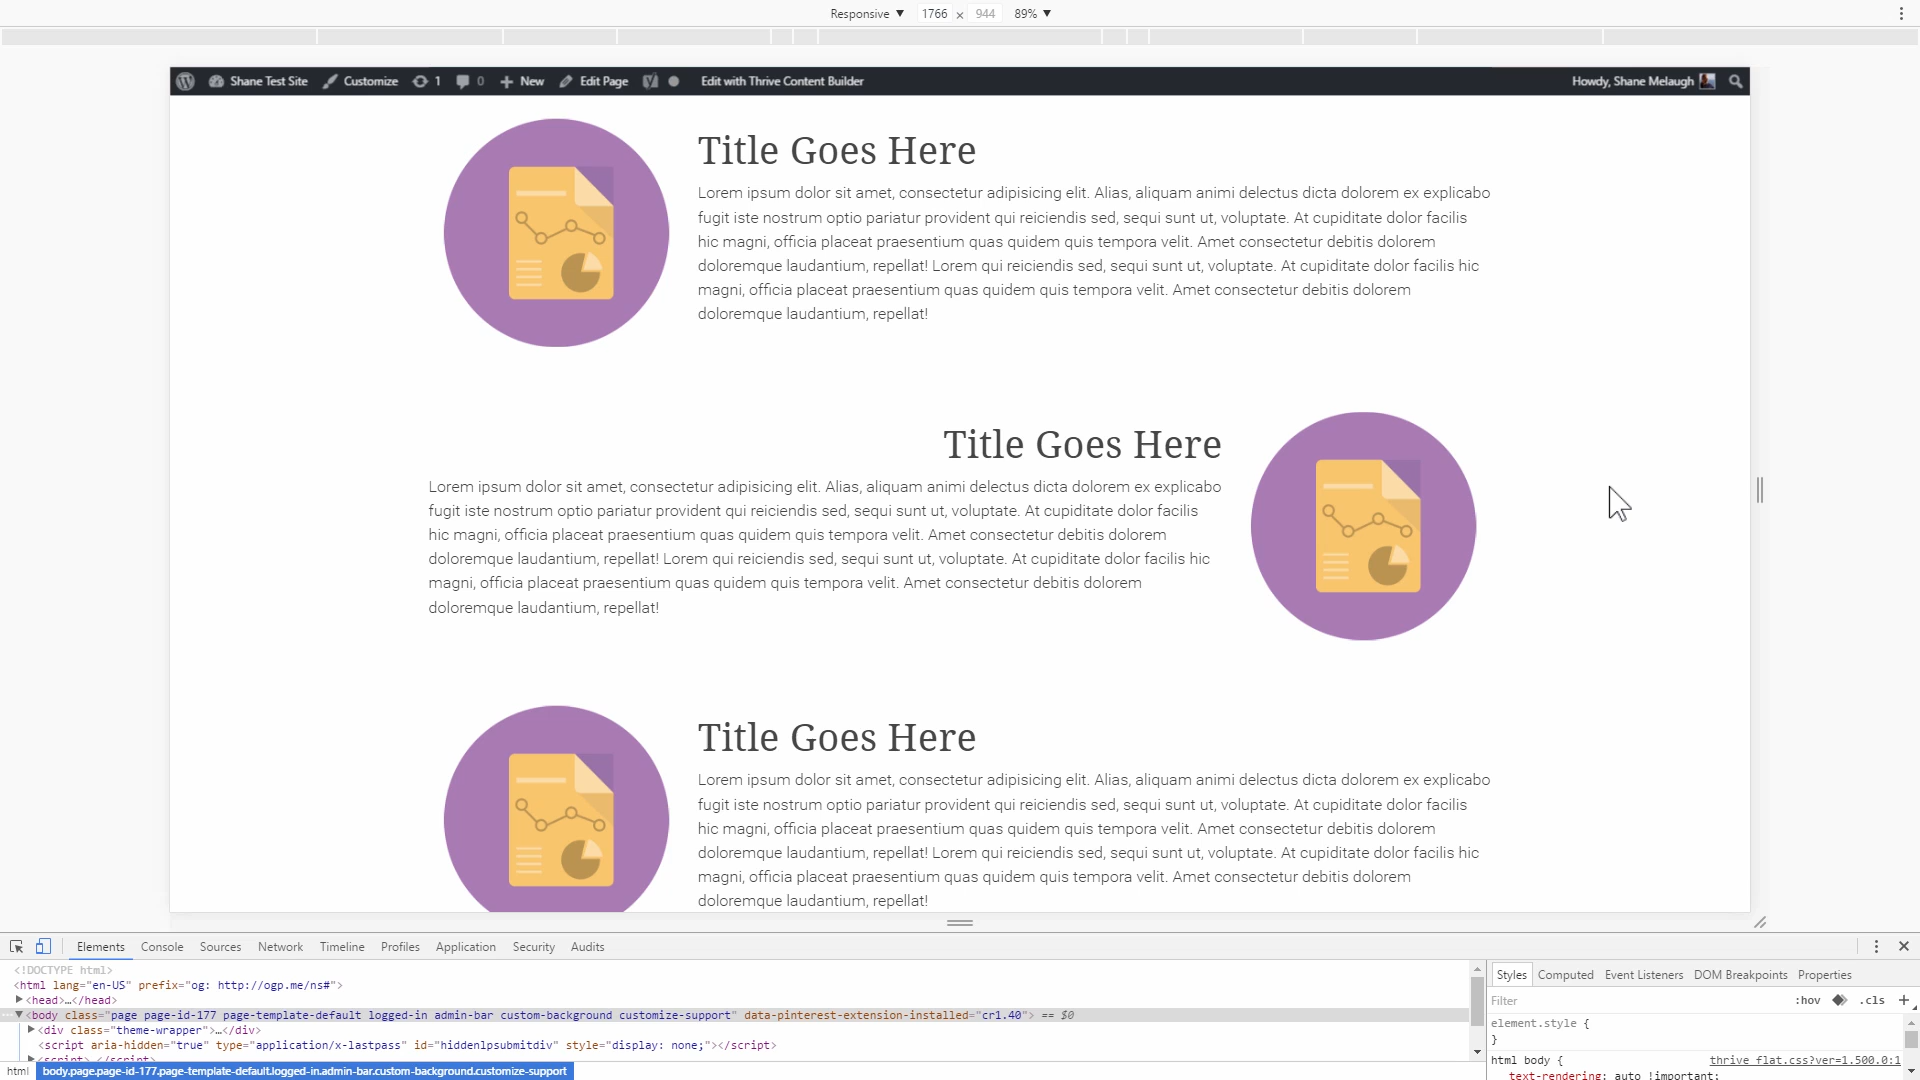 Responsive ▼ 1766 x 944 89% ▼
Shane Test Site Customize 1 0 New Edit Page Edit with Thrive Content Builder Howdy, Shane Melaugh
Title Goes Here
Lorem ipsum dolor sit amet, consectetur adipisicing elit. Alias, aliquam animi delectus dicta dolorem ex explicabo
fugit iste nostrum optio pariatur provident qui reiciendis sed, sequi sunt ut, voluptate. At cupiditate dolor facilis
hic magni, officia placeat praesentium quas quidem quis tempora velit. Amet consectetur debitis dolorem
doloremque laudantium, repellat! Lorem qui reiciendis sed, sequi sunt ut, voluptate. At cupiditate dolor facilis hic
magni, officia placeat praesentium quas quidem quis tempora velit. Amet consectetur debitis dolorem
doloremque laudantium, repellat!
Title Goes Here
Lorem ipsum dolor sit amet, consectetur adipisicing elit. Alias, aliquam animi delectus dicta dolorem ex explicabo
fugit iste nostrum optio pariatur provident qui reiciendis sed, sequi sunt ut, voluptate. At cupiditate dolor facilis
hic magni, officia placeat praesentium quas quidem quis tempora velit. Amet consectetur debitis dolorem
doloremque laudantium, repellat! Lorem qui reiciendis sed, sequi sunt ut, voluptate. At cupiditate dolor facilis hic
magni, officia placeat praesentium quas quidem quis tempora velit. Amet consectetur debitis dolorem
doloremque laudantium, repellat!
Title Goes Here
Lorem ipsum dolor sit amet, consectetur adipisicing elit. Alias, aliquam animi delectus dicta dolorem ex explicabo
fugit iste nostrum optio pariatur provident qui reiciendis sed, sequi sunt ut, voluptate. At cupiditate dolor facilis
hic magni, officia placeat praesentium quas quidem quis tempora velit. Amet consectetur debitis dolorem
doloremque laudantium, repellat! Lorem qui reiciendis sed, sequi sunt ut, voluptate. At cupiditate dolor facilis hic
magni, officia placeat praesentium quas quidem quis tempora velit. Amet consectetur debitis dolorem
doloremque laudantium, repellat!
Elements Console Sources Network Timeline Profiles Application Security Audits
<!DOCTYPE html>
<html lang="en-US" prefix="og: http://ogp.me/ns#">
<head>…</head>
<body class="page page-id-177 page-template-default logged-in admin-bar custom-background customize-support" data-pinterest-extension-installed="cr1.40"> == $0
<div class="theme-wrapper">…</div>
<script aria-hidden="true" type="application/x-lastpass" id="hiddenlpsubmitdiv" style="display: none;"></script>
<script>…</script>
html body.page.page-id-177.page-template-default.logged-in.admin-bar.custom-background.customize-support
Styles Computed Event Listeners DOM Breakpoints Properties
Filter :hov .cls +
element.style {
}
html body { thrive_flat.css?ver=1.500.0:1
text-rendering: auto !important;